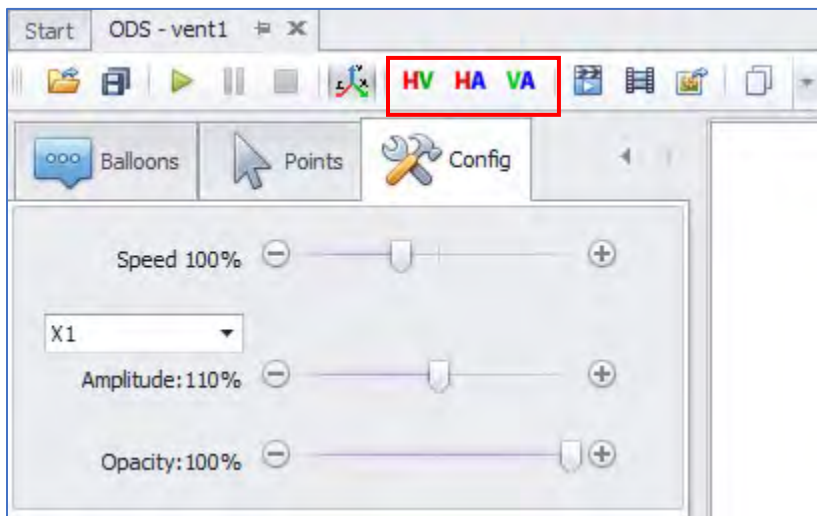 Start ODS - vent1
HV HA VA
Balloons Points Config
Speed 100%
X1
Amplitude:110%
Opacity:100%